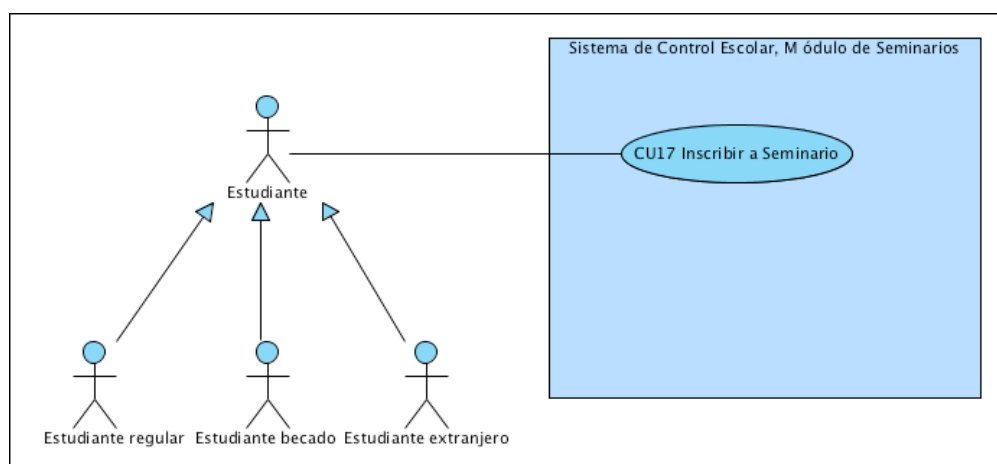 Sistema de Control Escolar, M ódulo de Seminarios
CU17 Inscribir a Seminario
Estudiante
Estudiante regular
Estudiante becado
Estudiante extranjero